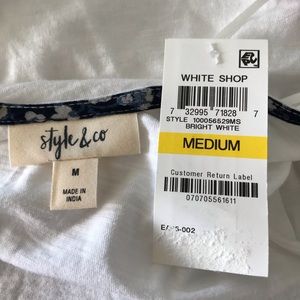 style & co
M
MADE IN
INDIA
WHITE SHOP
7 32995 71828 7
STYLE 100056529MS
BRIGHT WHITE
MEDIUM
Customer Return Label
070705561611